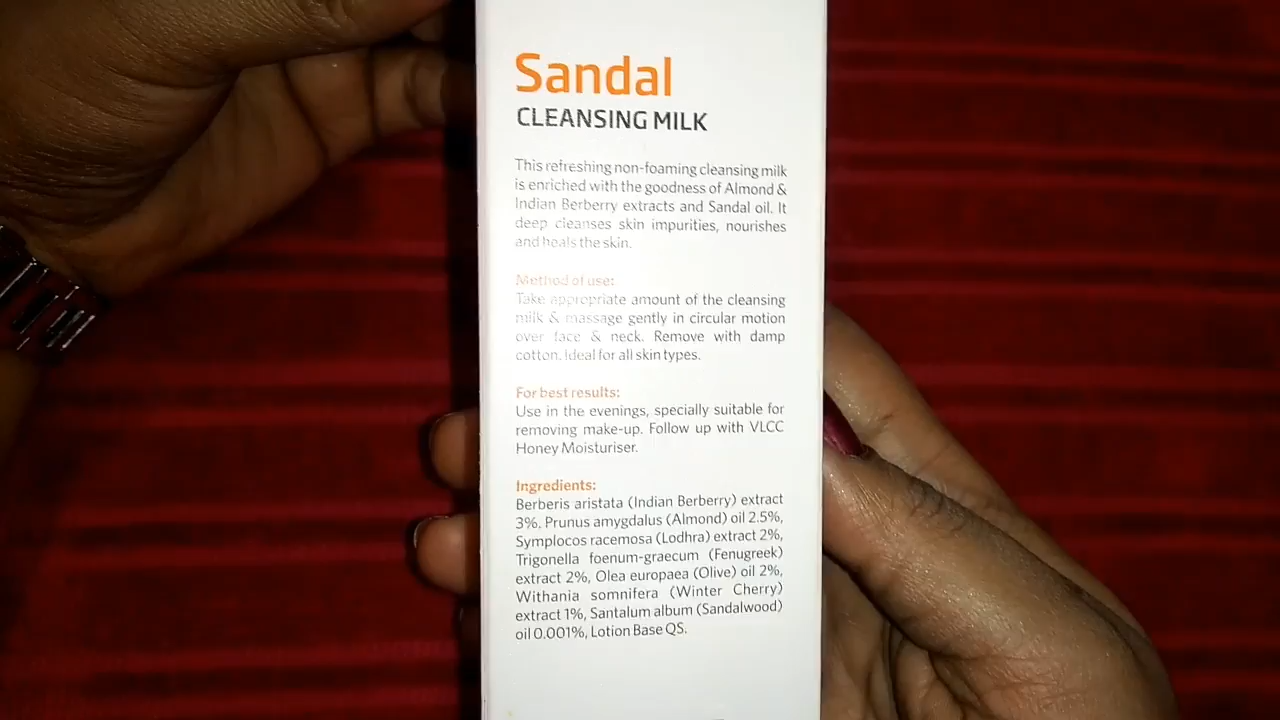 Sandal
CLEANSING MILK
This refreshing non-foaming cleansing milk
is enriched with the goodness of Almond &
Indian Berberry extracts and Sandal oil. It
deep cleanses skin impurities, nourishes
and heals the skin.
Method of use:
Take appropriate amount of the cleansing
milk & massage gently in circular motion
over face & neck. Remove with damp
cotton. Ideal for all skin types.
For best results:
Use in the evenings, specially suitable for
removing make-up. Follow up with VLCC
Honey Moisturiser.
Ingredients:
Berberis aristata (Indian Berberry) extract
3%, Prunus amygdalus (Almond) oil 2.5%,
Symplocos racemosa (Lodhra) extract 2%,
Trigonella foenum-graecum (Fenugreek)
extract 2%, Olea europaea (Olive) oil 2%,
Withania somnifera (Winter Cherry)
extract 1%, Santalum album (Sandalwood)
oil 0.001%, Lotion Base QS.